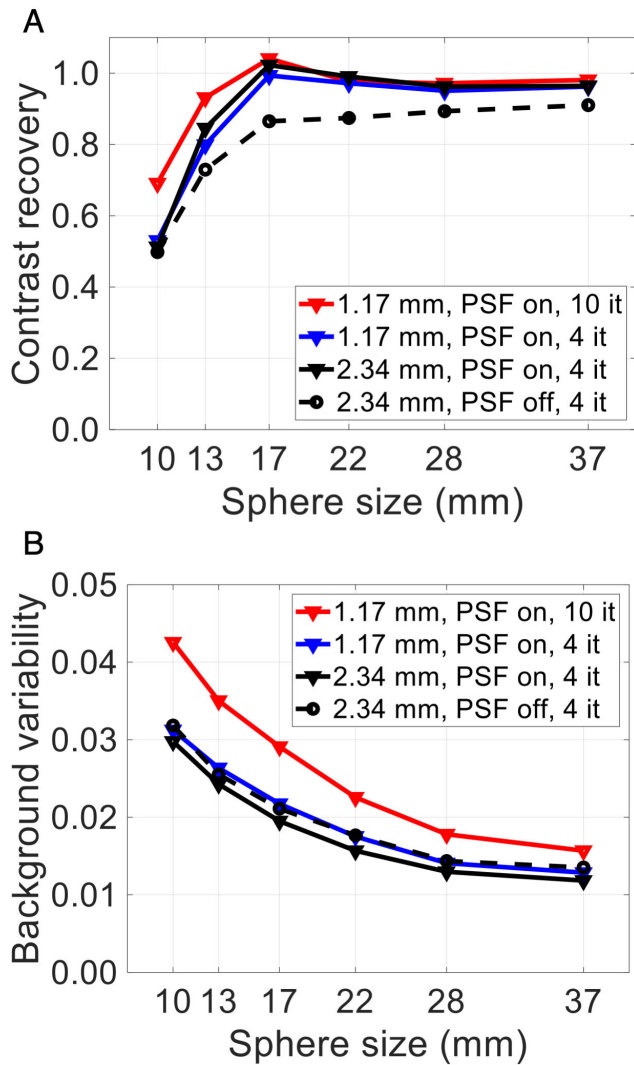 A
Contrast recovery
1.0
0.8
0.6
0.4
0.2
0.0
1.17 mm, PSF on, 10 it
1.17 mm, PSF on, 4 it
2.34 mm, PSF on, 4 it
2.34 mm, PSF off, 4 it
10 13 17 22 28 37
Sphere size (mm)
B
Background variability
0.05
0.04
0.03
0.02
0.01
0.00
1.17 mm, PSF on, 10 it
1.17 mm, PSF on, 4 it
2.34 mm, PSF on, 4 it
2.34 mm, PSF off, 4 it
10 13 17 22 28 37
Sphere size (mm)